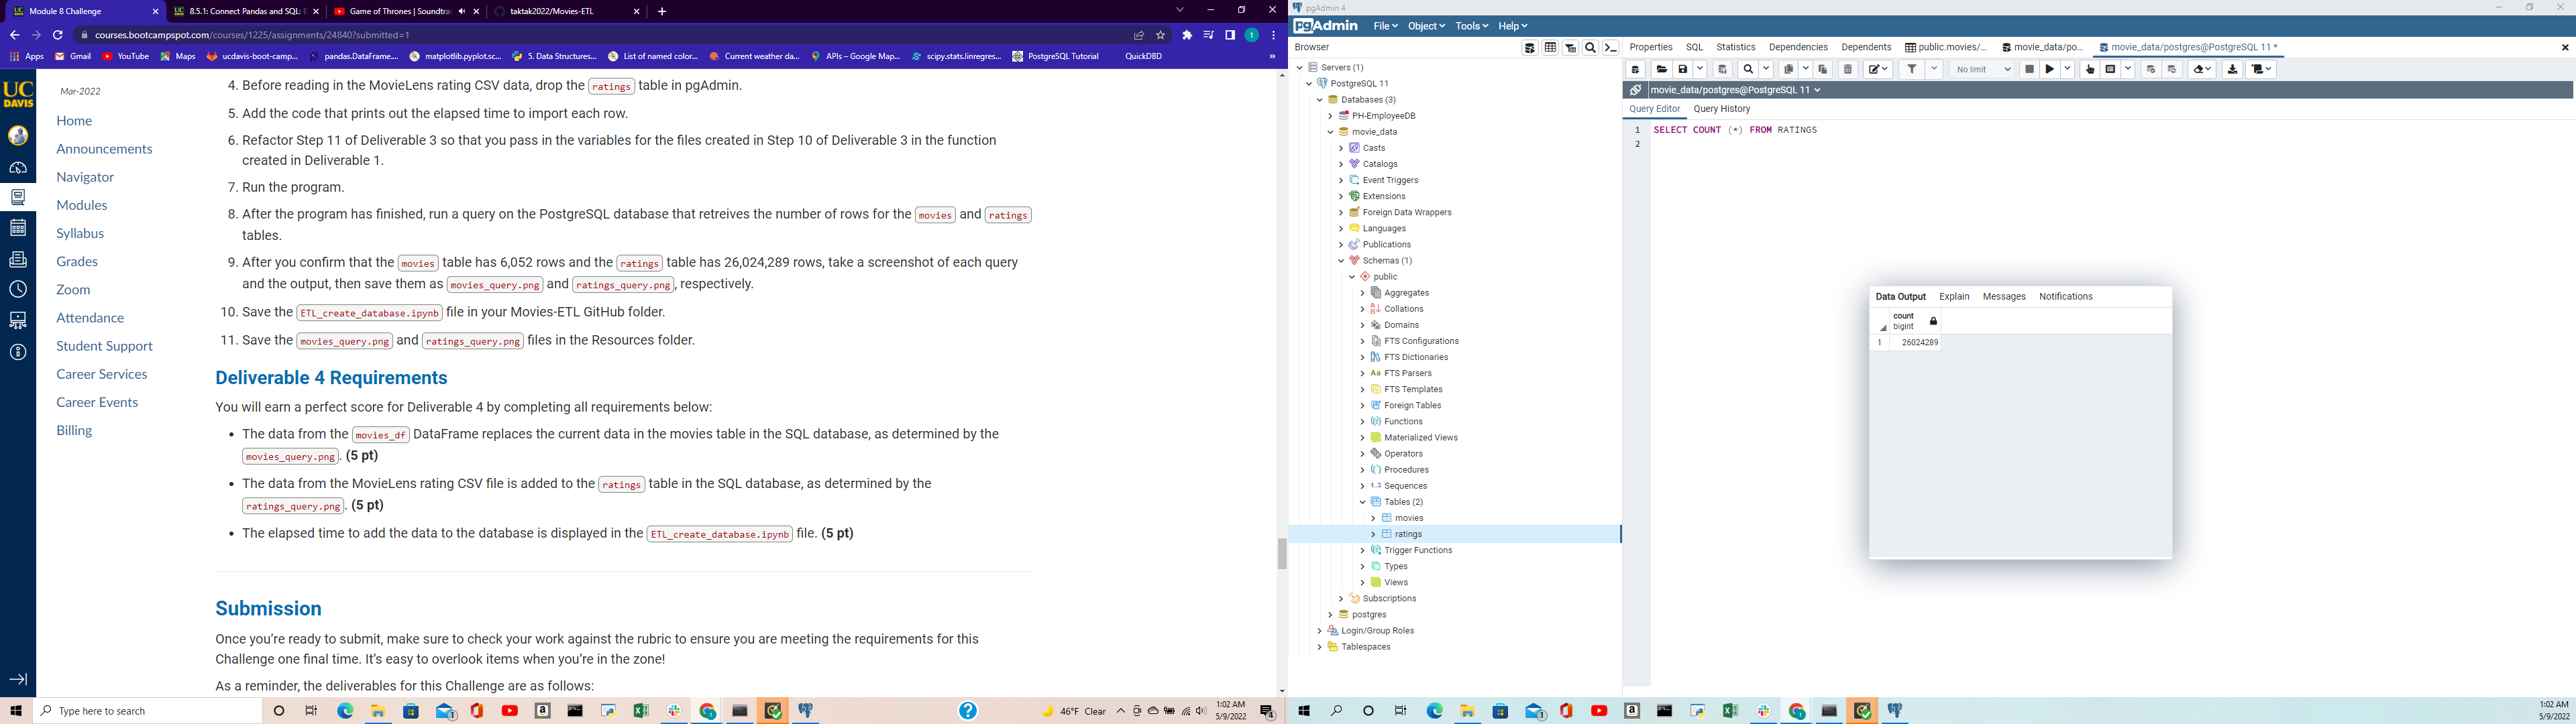 Module 8 Challenge
8.5.1: Connect Pandas and SQL: E
Game of Thrones | Soundtrac
taktak2022/Movies-ETL
courses.bootcampspot.com/courses/1225/assignments/24840?submitted=1
Apps
Gmail
YouTube
Maps
ucdavis-boot-camp...
pandas.DataFrame....
matplotlib.pyplot.sc...
5. Data Structures...
List of named color...
Current weather da...
APIs – Google Map...
scipy.stats.linregres...
PostgreSQL Tutorial
QuickDBD
UC
DAVIS
Mar-2022
Home
Announcements
Navigator
Modules
Syllabus
Grades
Zoom
Attendance
Student Support
Career Services
Career Events
Billing
4. Before reading in the MovieLens rating CSV data, drop the ratings table in pgAdmin.
5. Add the code that prints out the elapsed time to import each row.
6. Refactor Step 11 of Deliverable 3 so that you pass in the variables for the files created in Step 10 of Deliverable 3 in the function
created in Deliverable 1.
7. Run the program.
8. After the program has finished, run a query on the PostgreSQL database that retreives the number of rows for the movies and ratings
tables.
9. After you confirm that the movies table has 6,052 rows and the ratings table has 26,024,289 rows, take a screenshot of each query
and the output, then save them as movies_query.png and ratings_query.png, respectively.
10. Save the ETL_create_database.ipynb file in your Movies-ETL GitHub folder.
11. Save the movies_query.png and ratings_query.png files in the Resources folder.
Deliverable 4 Requirements
You will earn a perfect score for Deliverable 4 by completing all requirements below:
• The data from the movies_df DataFrame replaces the current data in the movies table in the SQL database, as determined by the
movies_query.png. (5 pt)
• The data from the MovieLens rating CSV file is added to the ratings table in the SQL database, as determined by the
ratings_query.png. (5 pt)
• The elapsed time to add the data to the database is displayed in the ETL_create_database.ipynb file. (5 pt)
Submission
Once you're ready to submit, make sure to check your work against the rubric to ensure you are meeting the requirements for this
Challenge one final time. It's easy to overlook items when you're in the zone!
As a reminder, the deliverables for this Challenge are as follows:
Type here to search
46°F Clear
1:02 AM
5/9/2022
pgAdmin 4
pgAdmin
File
Object
Tools
Help
Browser
Servers (1)
PostgreSQL 11
Databases (3)
PH-EmployeeDB
movie_data
Casts
Catalogs
Event Triggers
Extensions
Foreign Data Wrappers
Languages
Publications
Schemas (1)
public
Aggregates
Collations
Domains
FTS Configurations
FTS Dictionaries
FTS Parsers
FTS Templates
Foreign Tables
Functions
Materialized Views
Operators
Procedures
1..3 Sequences
Tables (2)
movies
ratings
Trigger Functions
Types
Views
Subscriptions
postgres
Login/Group Roles
Tablespaces
Properties
SQL
Statistics
Dependencies
Dependents
public.movies/...
movie_data/po...
movie_data/postgres@PostgreSQL 11 *
No limit
movie_data/postgres@PostgreSQL 11
Query Editor
Query History
1 SELECT COUNT (*) FROM RATINGS
2
Data Output
Explain
Messages
Notifications
count
bigint
1 26024289
1:02 AM
5/9/2022